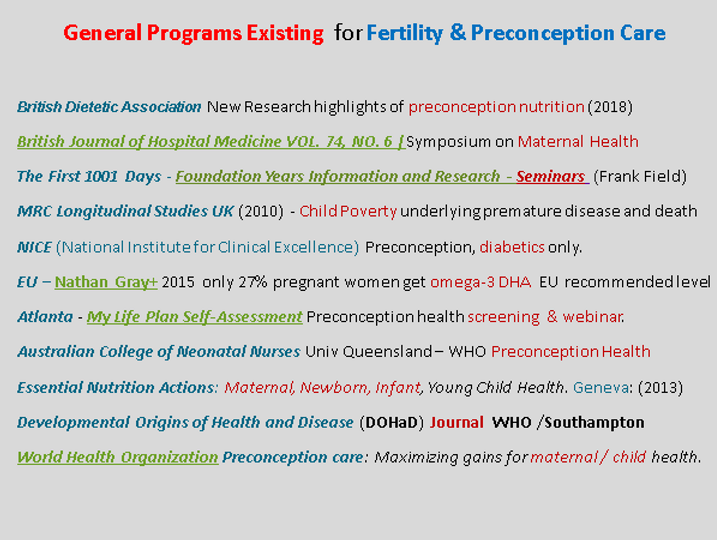 General Programs Existing for Fertility & Preconception Care
British Dietetic Association New Research highlights of preconception nutrition (2018)
British Journal of Hospital Medicine VOL. 74, NO. 6 [ Symposium on Maternal Health
The First 1001 Days - Foundation Years Information and Research - Seminars (Frank Field)
MRC Longitudinal Studies UK (2010) - Child Poverty underlying premature disease and death
NICE (National Institute for Clinical Excellence) Preconception, diabetics only.
EU – Nathan Gray+ 2015 only 27% pregnant women get omega-3 DHA EU recommended level
Atlanta - My Life Plan Self-Assessment Preconception health screening & webinar.
Australian College of Neonatal Nurses Univ Queensland – WHO Preconception Health
Essential Nutrition Actions: Maternal, Newborn, Infant, Young Child Health. Geneva: (2013)
Developmental Origins of Health and Disease (DOHaD) Journal WHO /Southampton
World Health Organization Preconception care: Maximizing gains for maternal / child health.